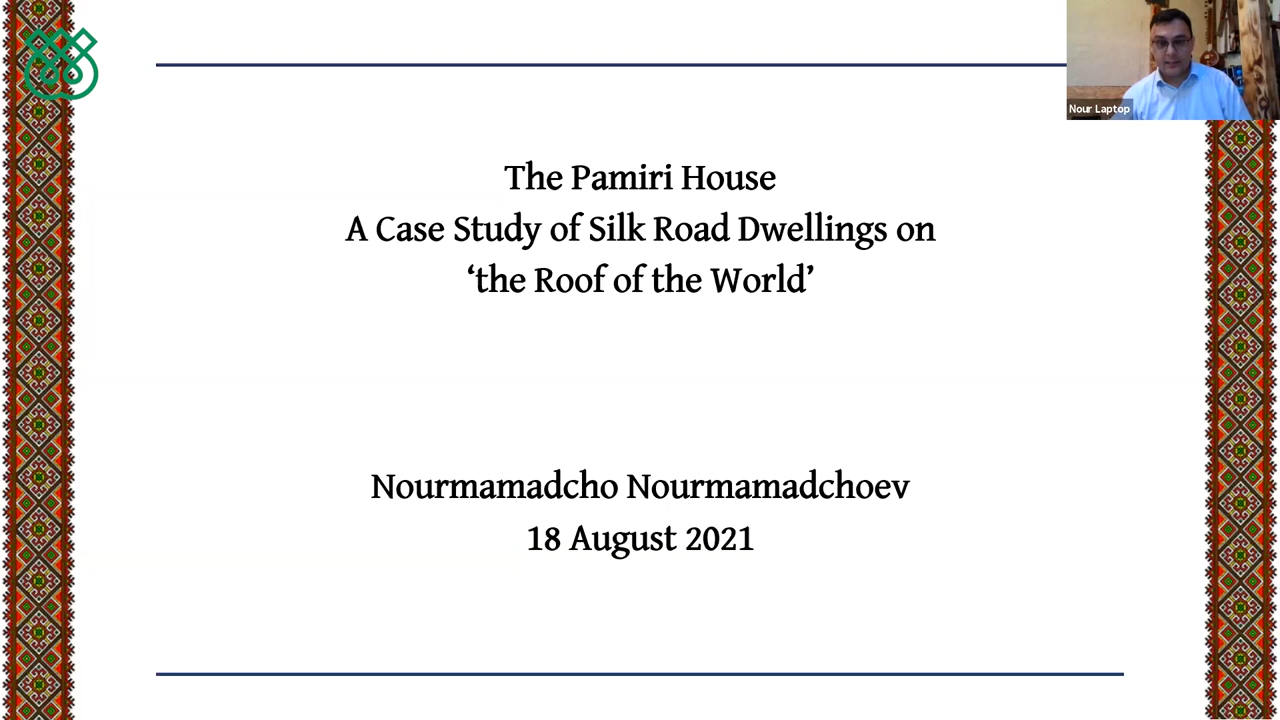 Nour Laptop
The Pamiri House
A Case Study of Silk Road Dwellings on
‘the Roof of the World’
Nourmamadcho Nourmamadchoev
18 August 2021